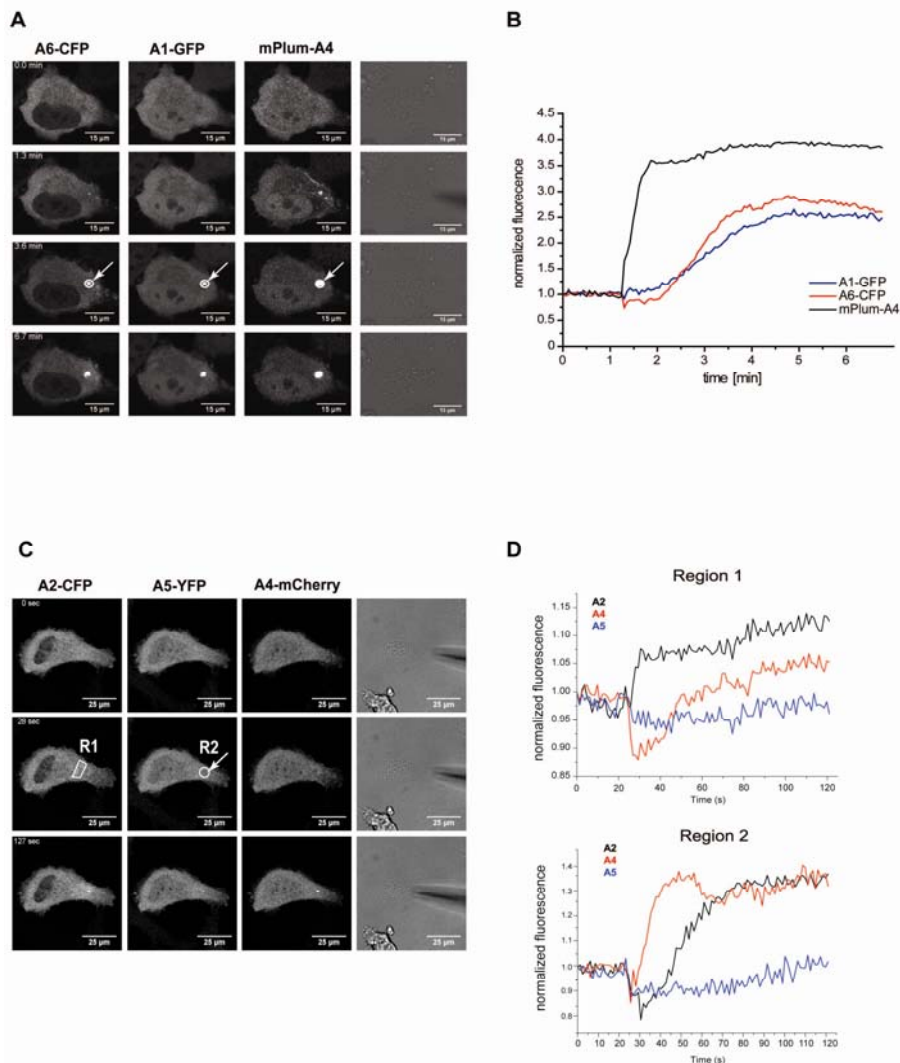 A
A6-CFP A1-GFP mPlum-A4
0.0 min
15 µm 15 µm 15 µm 15 µm
1.3 min
15 µm 15 µm 15 µm 15 µm
3.6 min
15 µm 15 µm 15 µm 15 µm
6.7 min
15 µm 15 µm 15 µm 15 µm
B
normalized fluorecence
4.0
3.5
3.0
2.5
2.0
1.5
1.0
0.5
0
A1-GFP
A6-CFP
mPlum-A4
0 1 2 3 4 5 6
time [min]
C
A2-CFP A5-YFP A4-mCherry
0 sec
25 µm 25 µm 25 µm 25 µm
R1 R2
25 µm 25 µm 25 µm 25 µm
127 sec
25 µm 25 µm 25 µm 25 µm
D
Region 1
normalized fluorescence
1.15
1.10
1.05
1.00
0.95
0.90
0.85
A2
A4
A5
0 20 40 60 80 100 120
Time (s)
Region 2
normalized fluorescence
1.4
1.3
1.2
1.1
1.0
0.9
0.8
A2
A4
A5
0 10 20 30 40 50 60 70 80 90 100 110 120
Time (s)